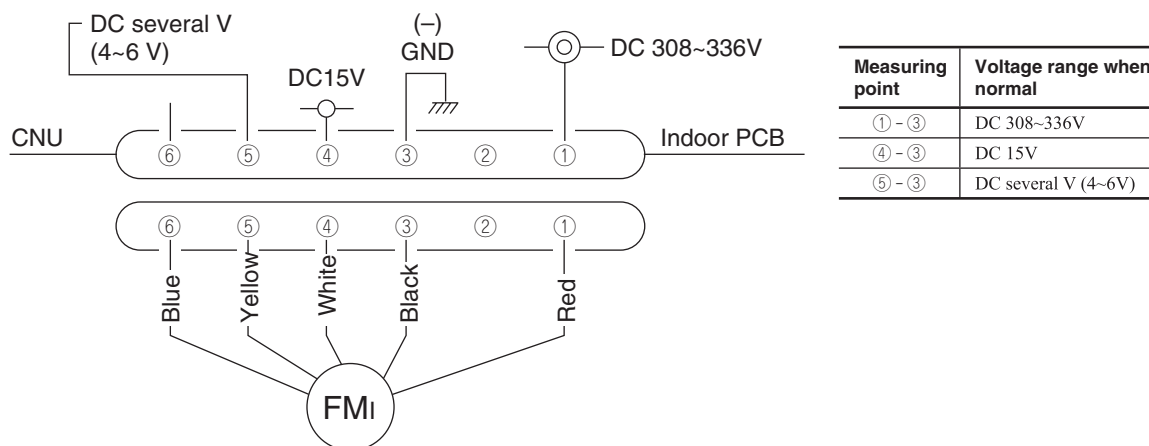 DC several V
(4~6 V)
DC15V
(–)
GND
DC 308~336V
CNU
⑥ ⑤ ④ ③ ② ①
Indoor PCB
⑥ ⑤ ④ ③ ② ①
Blue
Yellow
White
Black
Red
FMI
Measuring point Voltage range when normal
① - ③ DC 308~336V
④ - ③ DC 15V
⑤ - ③ DC several V (4~6V)